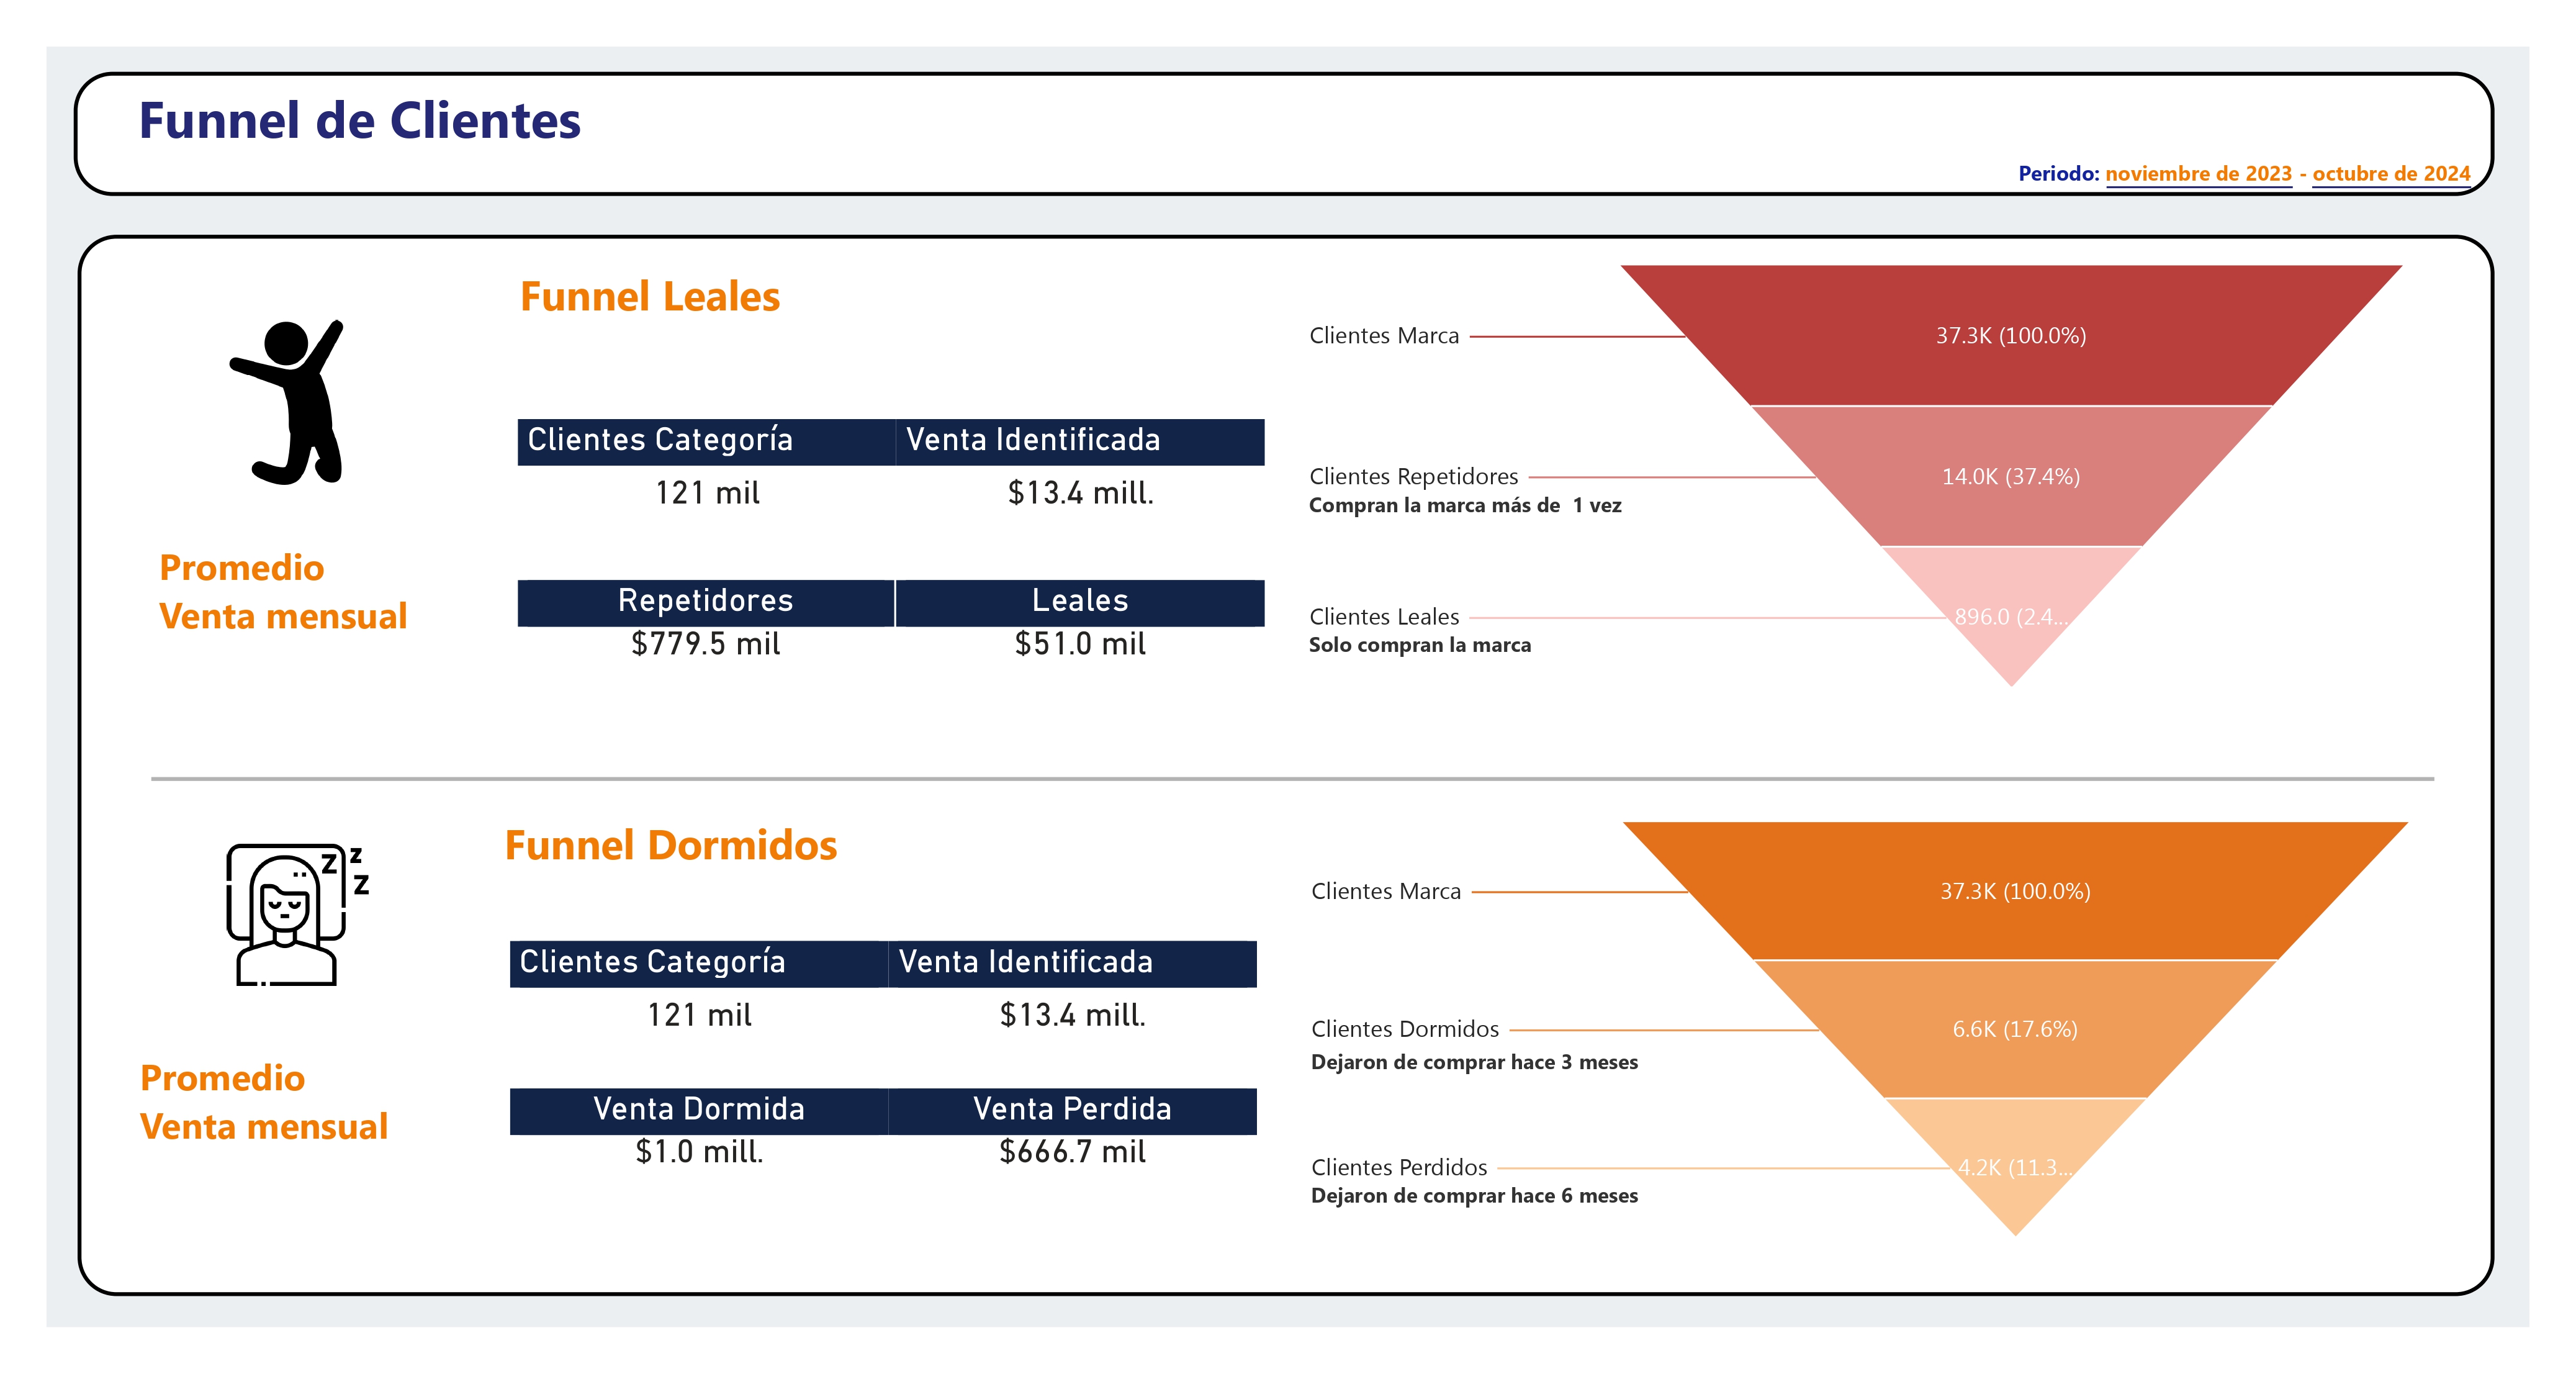 Funnel de Clientes
Periodo: noviembre de 2023 - octubre de 2024
Funnel Leales
Clientes Categoría Venta Identificada
121 mil $13.4 mill.
Promedio
Venta mensual
Repetidores Leales
$779.5 mil $51.0 mil
Clientes Marca 37.3K (100.0%)
Clientes Repetidores 14.0K (37.4%)
Compran la marca más de 1 vez
Clientes Leales 896.0 (2.4...
Solo compran la marca
z z
z
Funnel Dormidos
Clientes Categoría Venta Identificada
121 mil $13.4 mill.
Promedio
Venta mensual
Venta Dormida Venta Perdida
$1.0 mill. $666.7 mil
Clientes Marca 37.3K (100.0%)
Clientes Dormidos 6.6K (17.6%)
Dejaron de comprar hace 3 meses
Clientes Perdidos 4.2K (11.3...
Dejaron de comprar hace 6 meses